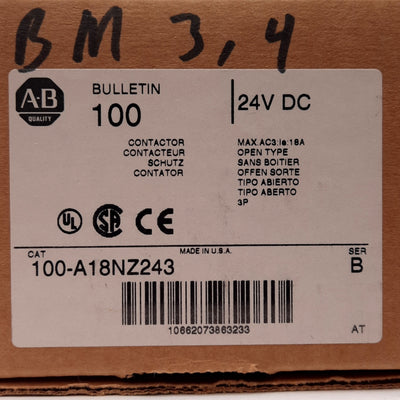 BM 3,4
A-B
QUALITY
BULLETIN
100
24V DC
CONTACTOR
CONTACTEUR
SCHUTZ
CONTATOR
MAX.AC3:Ie:18A
OPEN TYPE
SANS BOITIER
OFFEN SORTE
TIPO ABIERTO
TIPO ABERTO
3P
UL
SA
CE
MADE IN U.S.A.
CAT
SER
100-A18NZ243
B
10662073863233
AT